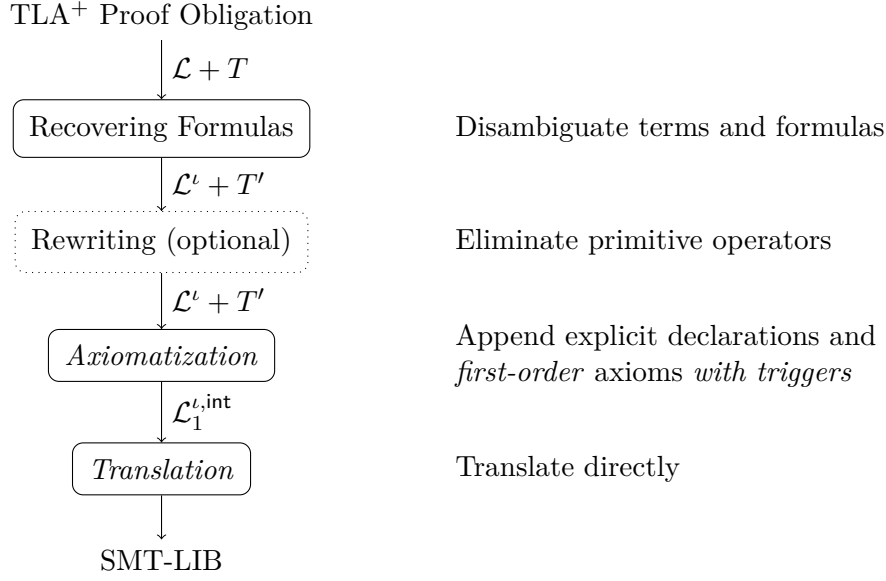 TLA⁺ Proof Obligation
ℒ + T
Recovering Formulas Disambiguate terms and formulas
ℒ^ι + T′
Rewriting (optional) Eliminate primitive operators
ℒ^ι + T′
Axiomatization Append explicit declarations and
first-order axioms with triggers
ℒ₁^{ι,int}
Translation Translate directly
SMT-LIB